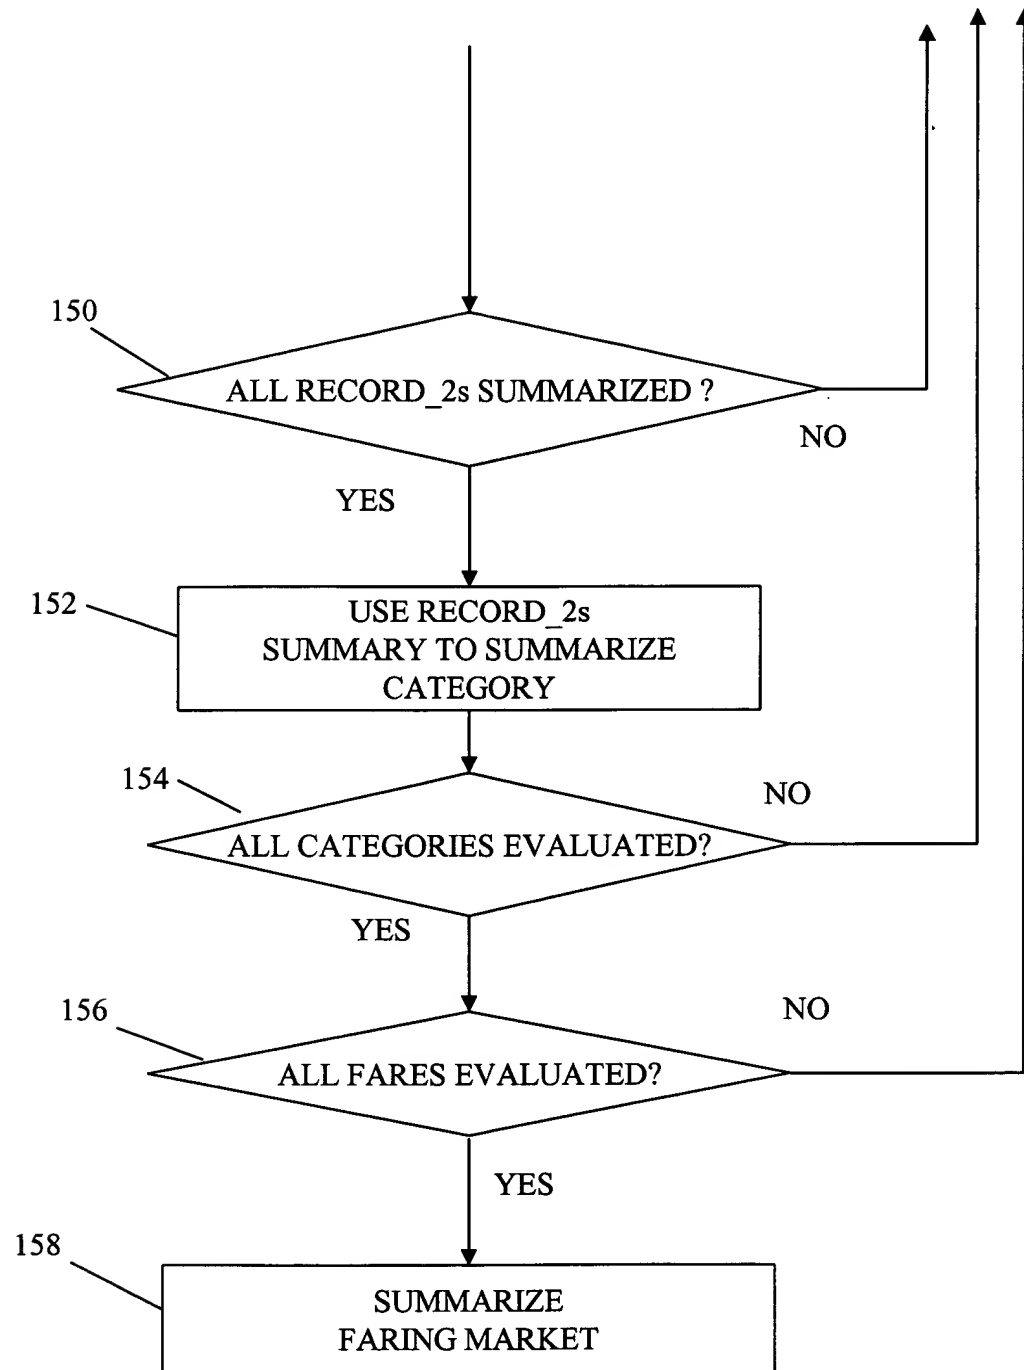 150
ALL RECORD_2s SUMMARIZED ?
NO
YES
152
USE RECORD_2s
SUMMARY TO SUMMARIZE
CATEGORY
154
NO
ALL CATEGORIES EVALUATED?
YES
156
NO
ALL FARES EVALUATED?
YES
158
SUMMARIZE
FARING MARKET